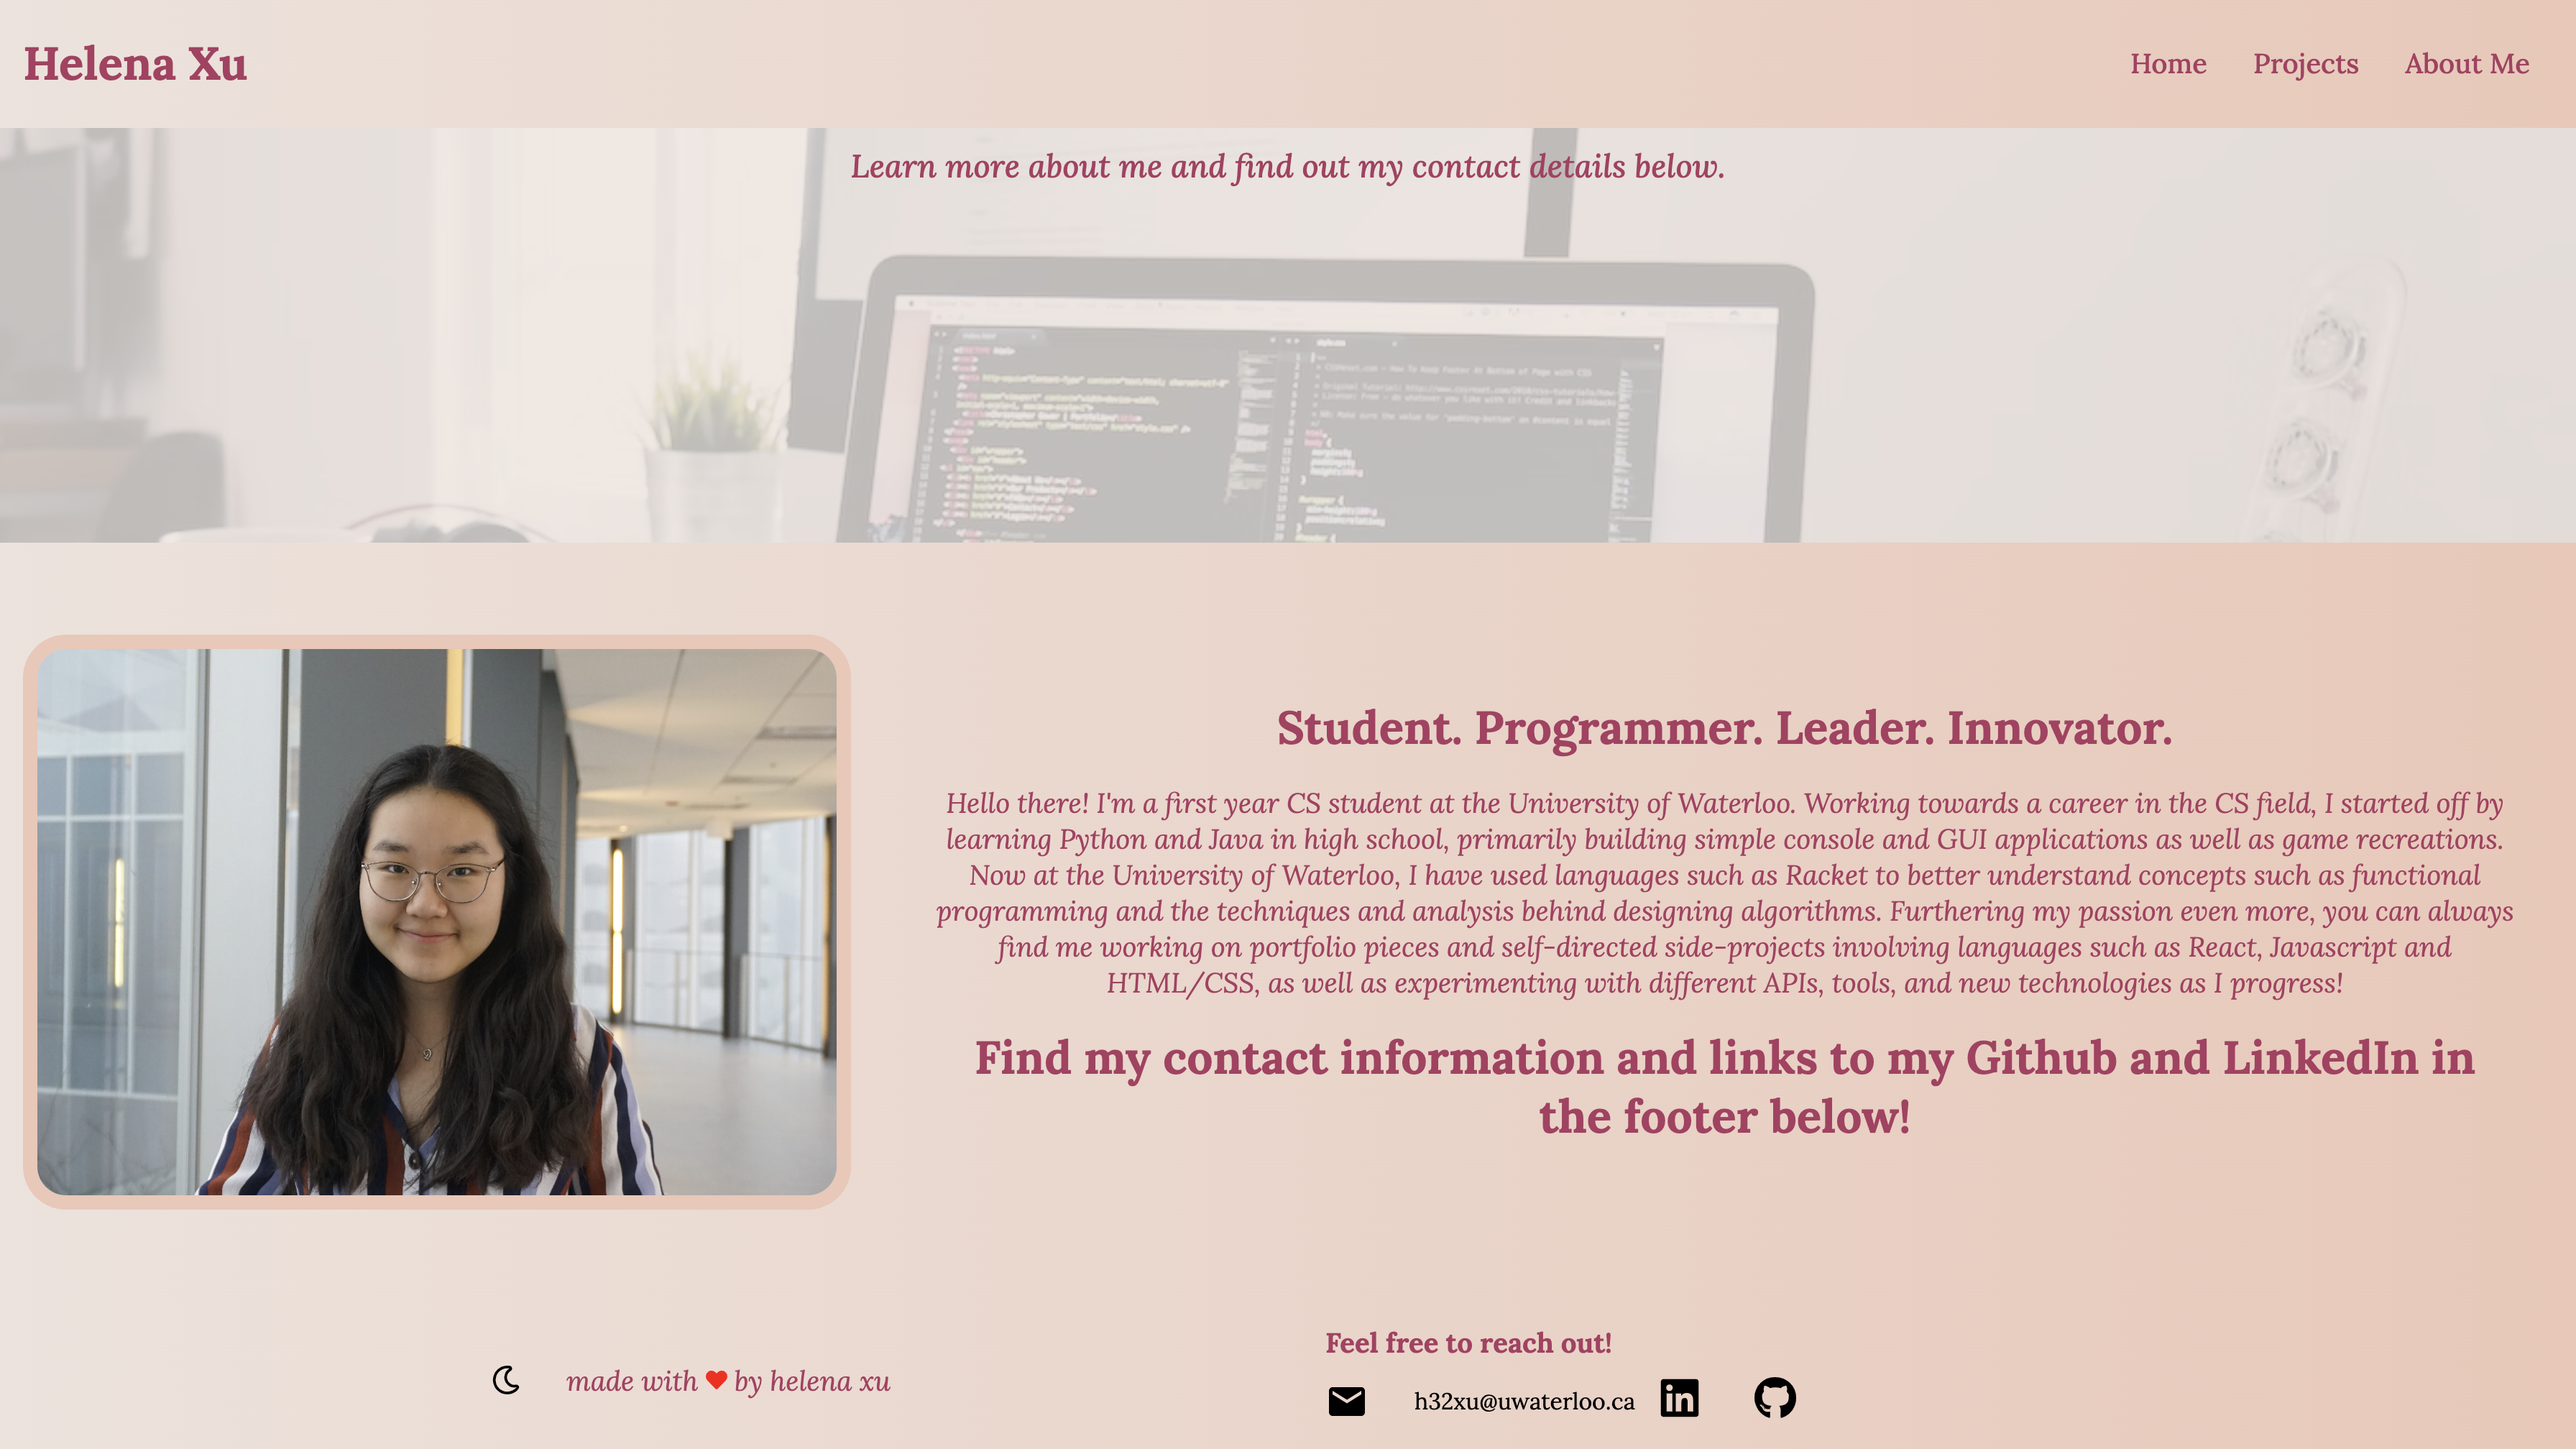 Helena Xu
Home
Projects
About Me
Learn more about me and find out my contact details below.
Student. Programmer. Leader. Innovator.
Hello there! I'm a first year CS student at the University of Waterloo. Working towards a career in the CS field, I started off by
learning Python and Java in high school, primarily building simple console and GUI applications as well as game recreations.
Now at the University of Waterloo, I have used languages such as Racket to better understand concepts such as functional
programming and the techniques and analysis behind designing algorithms. Furthering my passion even more, you can always
find me working on portfolio pieces and self-directed side-projects involving languages such as React, Javascript and
HTML/CSS, as well as experimenting with different APIs, tools, and new technologies as I progress!
Find my contact information and links to my Github and LinkedIn in
the footer below!
made with ❤ by helena xu
Feel free to reach out!
h32xu@uwaterloo.ca
in